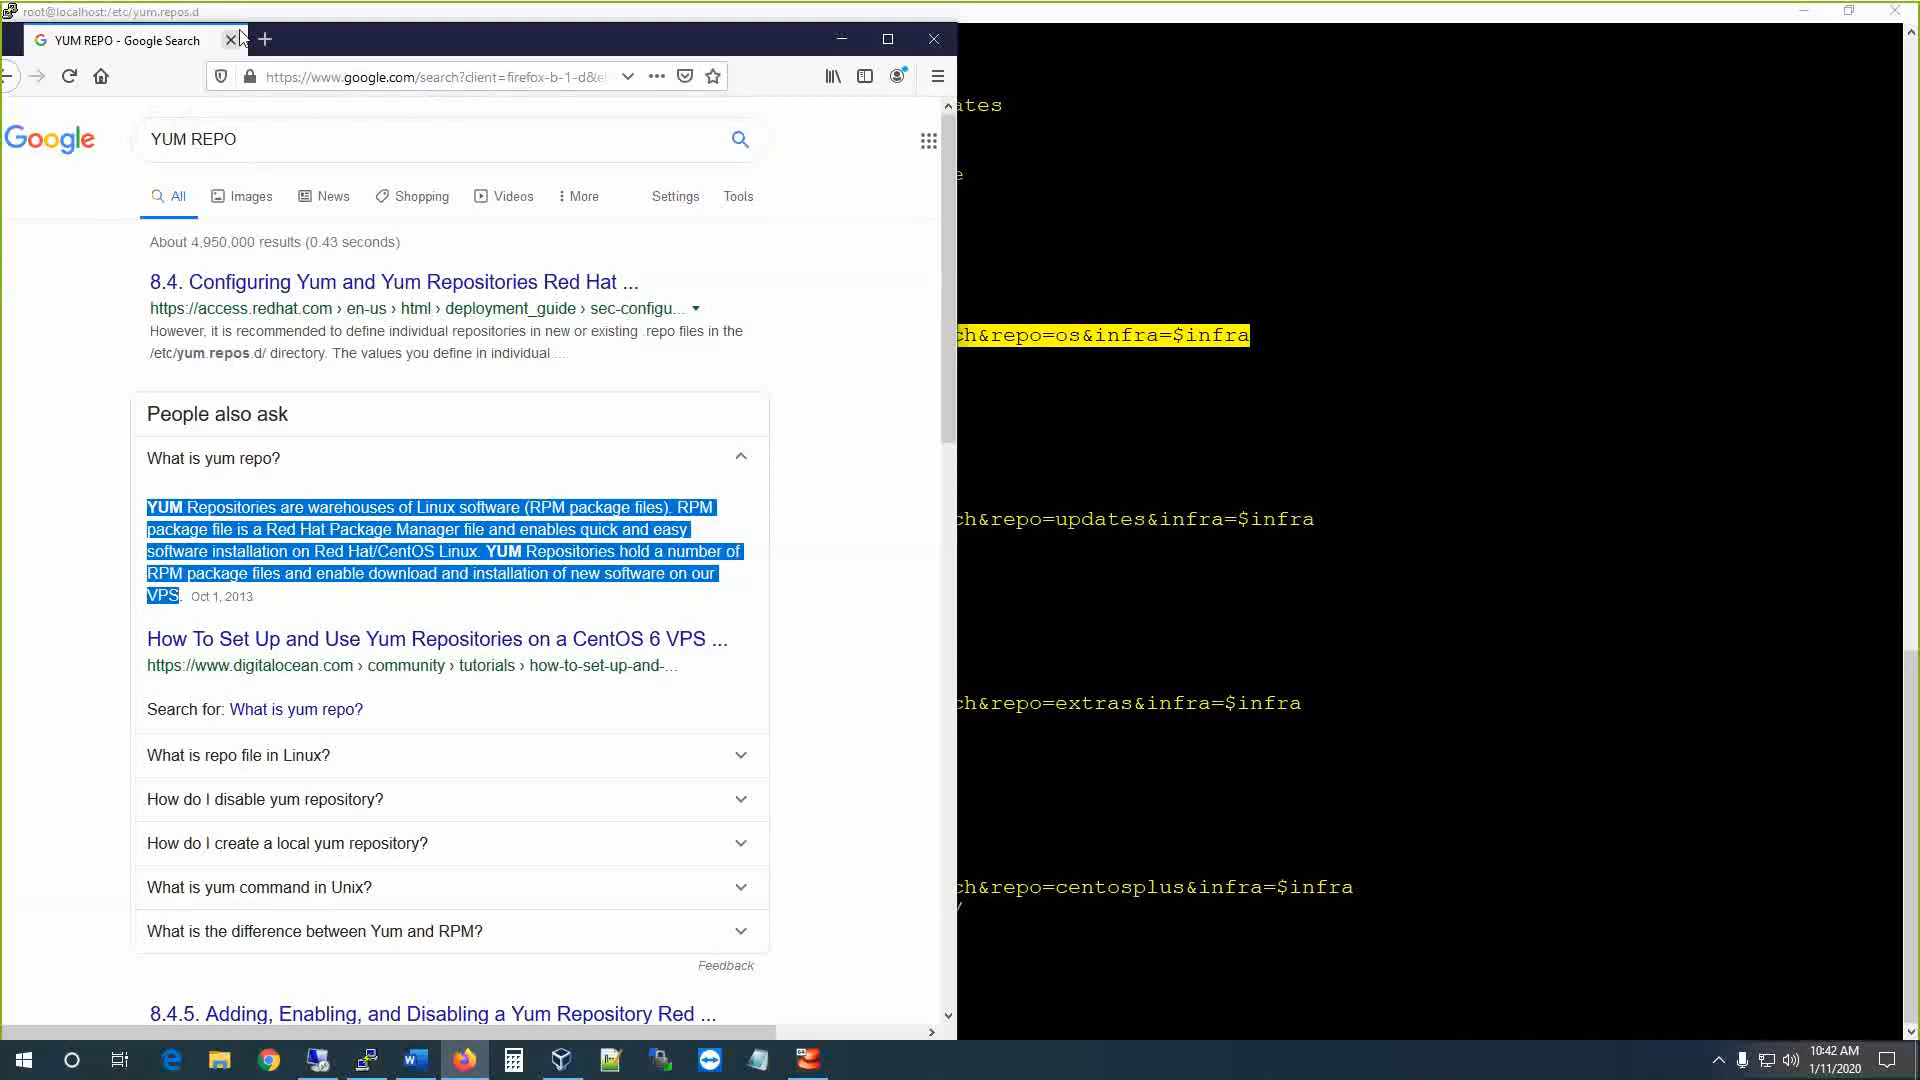 root@localhost:/etc/yum.repos.d
YUM REPO - Google Search
https://www.google.com/search?client=firefox-b-1-d&
Google
YUM REPO
All
Images
News
Shopping
Videos
More
Settings
Tools
About 4,950,000 results (0.43 seconds)
8.4. Configuring Yum and Yum Repositories Red Hat ...
https://access.redhat.com › en-us › html › deployment_guide › sec-configu...
However, it is recommended to define individual repositories in new or existing .repo files in the
/etc/yum.repos.d/ directory. The values you define in individual ...
People also ask
What is yum repo?
YUM Repositories are warehouses of Linux software (RPM package files). RPM
package file is a Red Hat Package Manager file and enables quick and easy
software installation on Red Hat/CentOS Linux. YUM Repositories hold a number of
RPM package files and enable download and installation of new software on our
VPS. Oct 1, 2013
How To Set Up and Use Yum Repositories on a CentOS 6 VPS ...
https://www.digitalocean.com › community › tutorials › how-to-set-up-and-...
Search for: What is yum repo?
What is repo file in Linux?
How do I disable yum repository?
How do I create a local yum repository?
What is yum command in Unix?
What is the difference between Yum and RPM?
Feedback
8.4.5. Adding, Enabling, and Disabling a Yum Repository Red ...
ates
e
ch&repo=os&infra=$infra
ch&repo=updates&infra=$infra
ch&repo=extras&infra=$infra
ch&repo=centosplus&infra=$infra
/
10:42 AM
1/11/2020